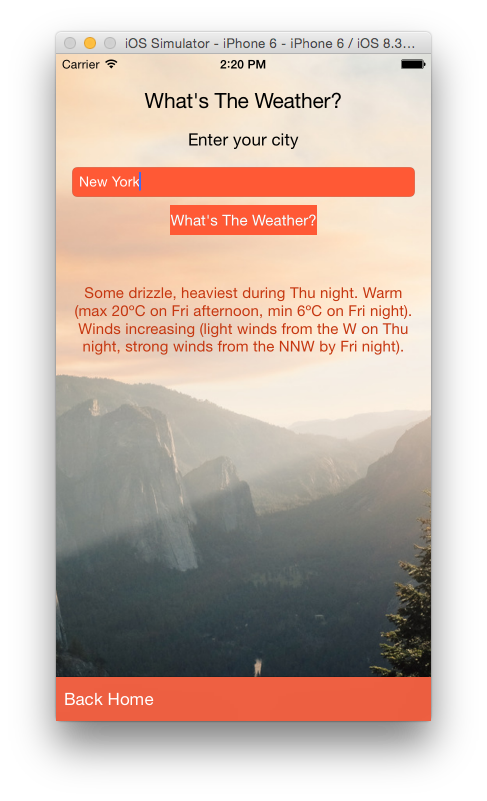 iOS Simulator - iPhone 6 - iPhone 6 / iOS 8.3...
Carrier 2:20 PM
What's The Weather?
Enter your city
New York
What's The Weather?
Some drizzle, heaviest during Thu night. Warm
(max 20ºC on Fri afternoon, min 6ºC on Fri night).
Winds increasing (light winds from the W on Thu
night, strong winds from the NNW by Fri night).
Back Home